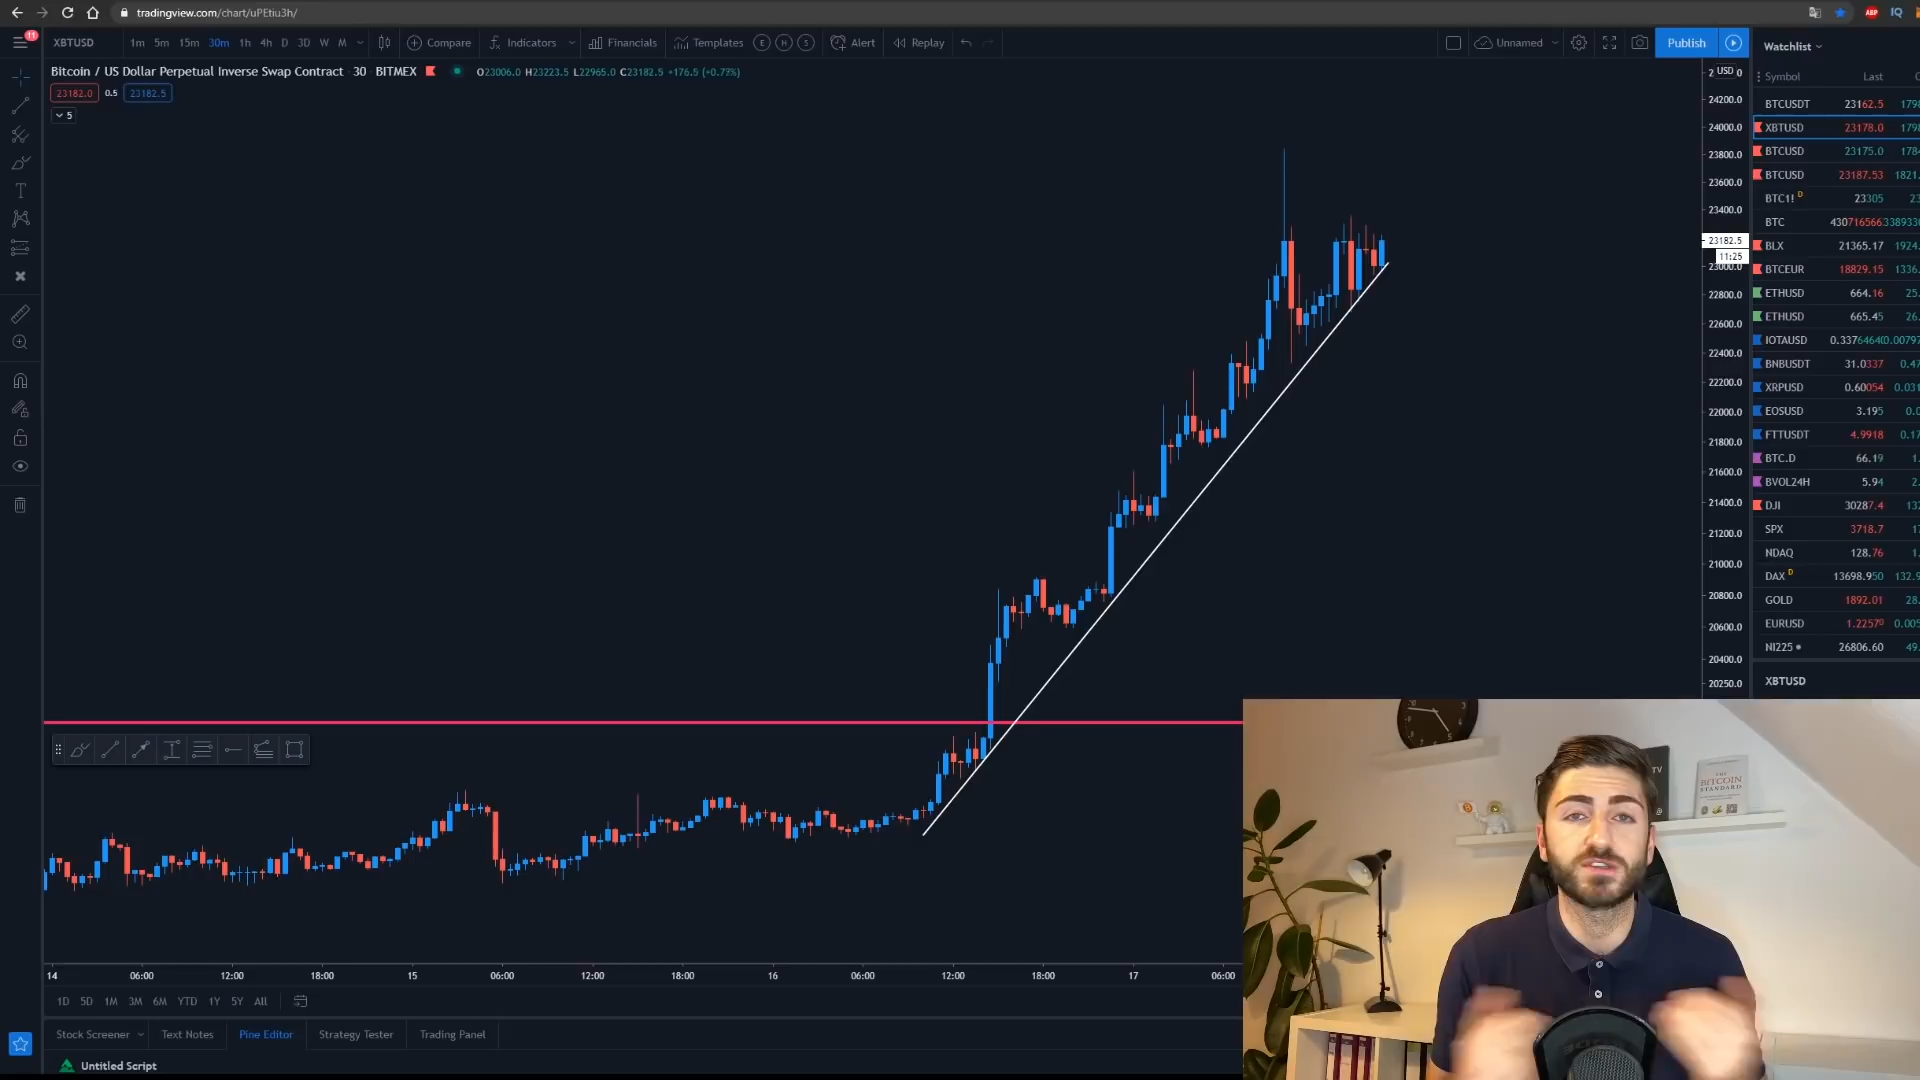 tradingview.com/chart/uPEtiu3h/
ABP
IQ
11
XBTUSD 1m 5m 15m 30m 1h 4h D 3D W M Compare Indicators Financials Templates E H S Alert Replay Unnamed Publish
Watchlist
Bitcoin / US Dollar Perpetual Inverse Swap Contract · 30 · BITMEX O23006.0 H23223.5 L22965.0 C23182.5 +176.5 (+0.77%)
23182.0 0.5 23182.5
5
USD
24200.0
24000.0
23800.0
23600.0
23400.0
23182.5
11:25
23000.0
22800.0
22600.0
22400.0
22200.0
22000.0
21800.0
21600.0
21400.0
21200.0
21000.0
20800.0
20600.0
20400.0
20250.0
Symbol Last
BTCUSDT 23162.5
XBTUSD 23178.0
BTCUSD 23175.0
BTCUSD 23187.53
BTC1! D 23305
BTC
BLX 21365.17
BTCEUR 18829.15
ETHUSD 664.16
ETHUSD 665.45
IOTAUSD
BNBUSDT 31.0337
XRPUSD 0.60054
EOSUSD 3.195
FTTUSDT 4.9918
BTC.D 66.19
BVOL24H 5.94
DJI 30287.4
SPX 3718.7
NDAQ 128.76
DAX D 13698.950
GOLD 1892.01
EURUSD 1.22570
NI225 26806.60
XBTUSD
THE
BITCOIN
STANDARD
TV
14 06:00 12:00 18:00 15 06:00 12:00 18:00 16 06:00 12:00 18:00 17 06:00
1D 5D 1M 3M 6M YTD 1Y 5Y All
Stock Screener Text Notes Pine Editor Strategy Tester Trading Panel
Untitled Script